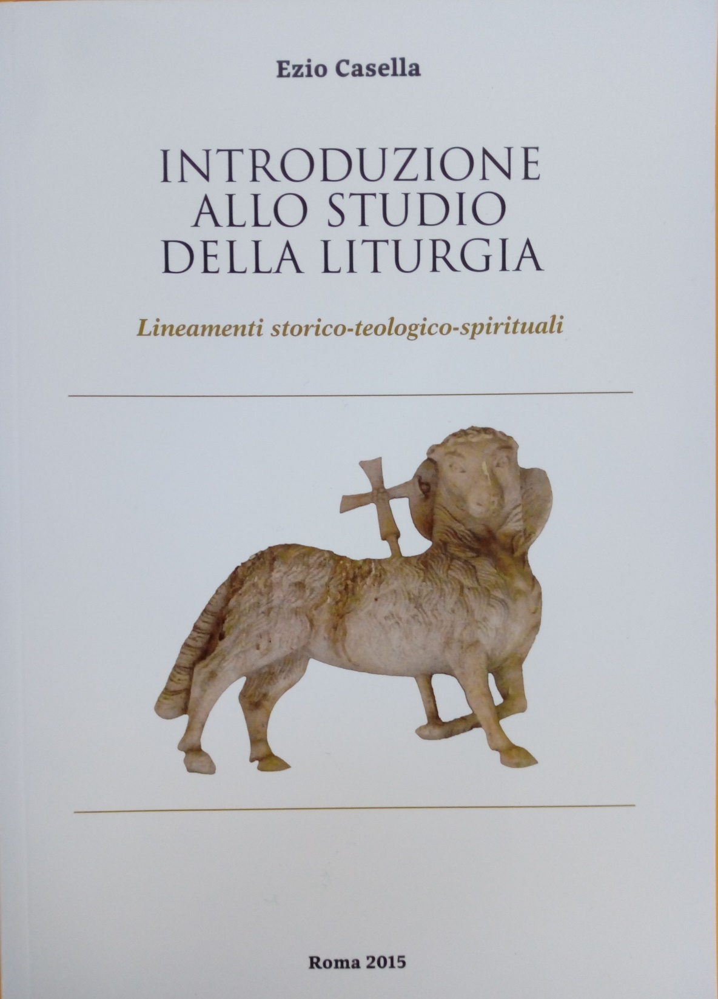 Ezio Casella
INTRODUZIONE
ALLO STUDIO
DELLA LITURGIA
Lineamenti storico-teologico-spirituali
Roma 2015